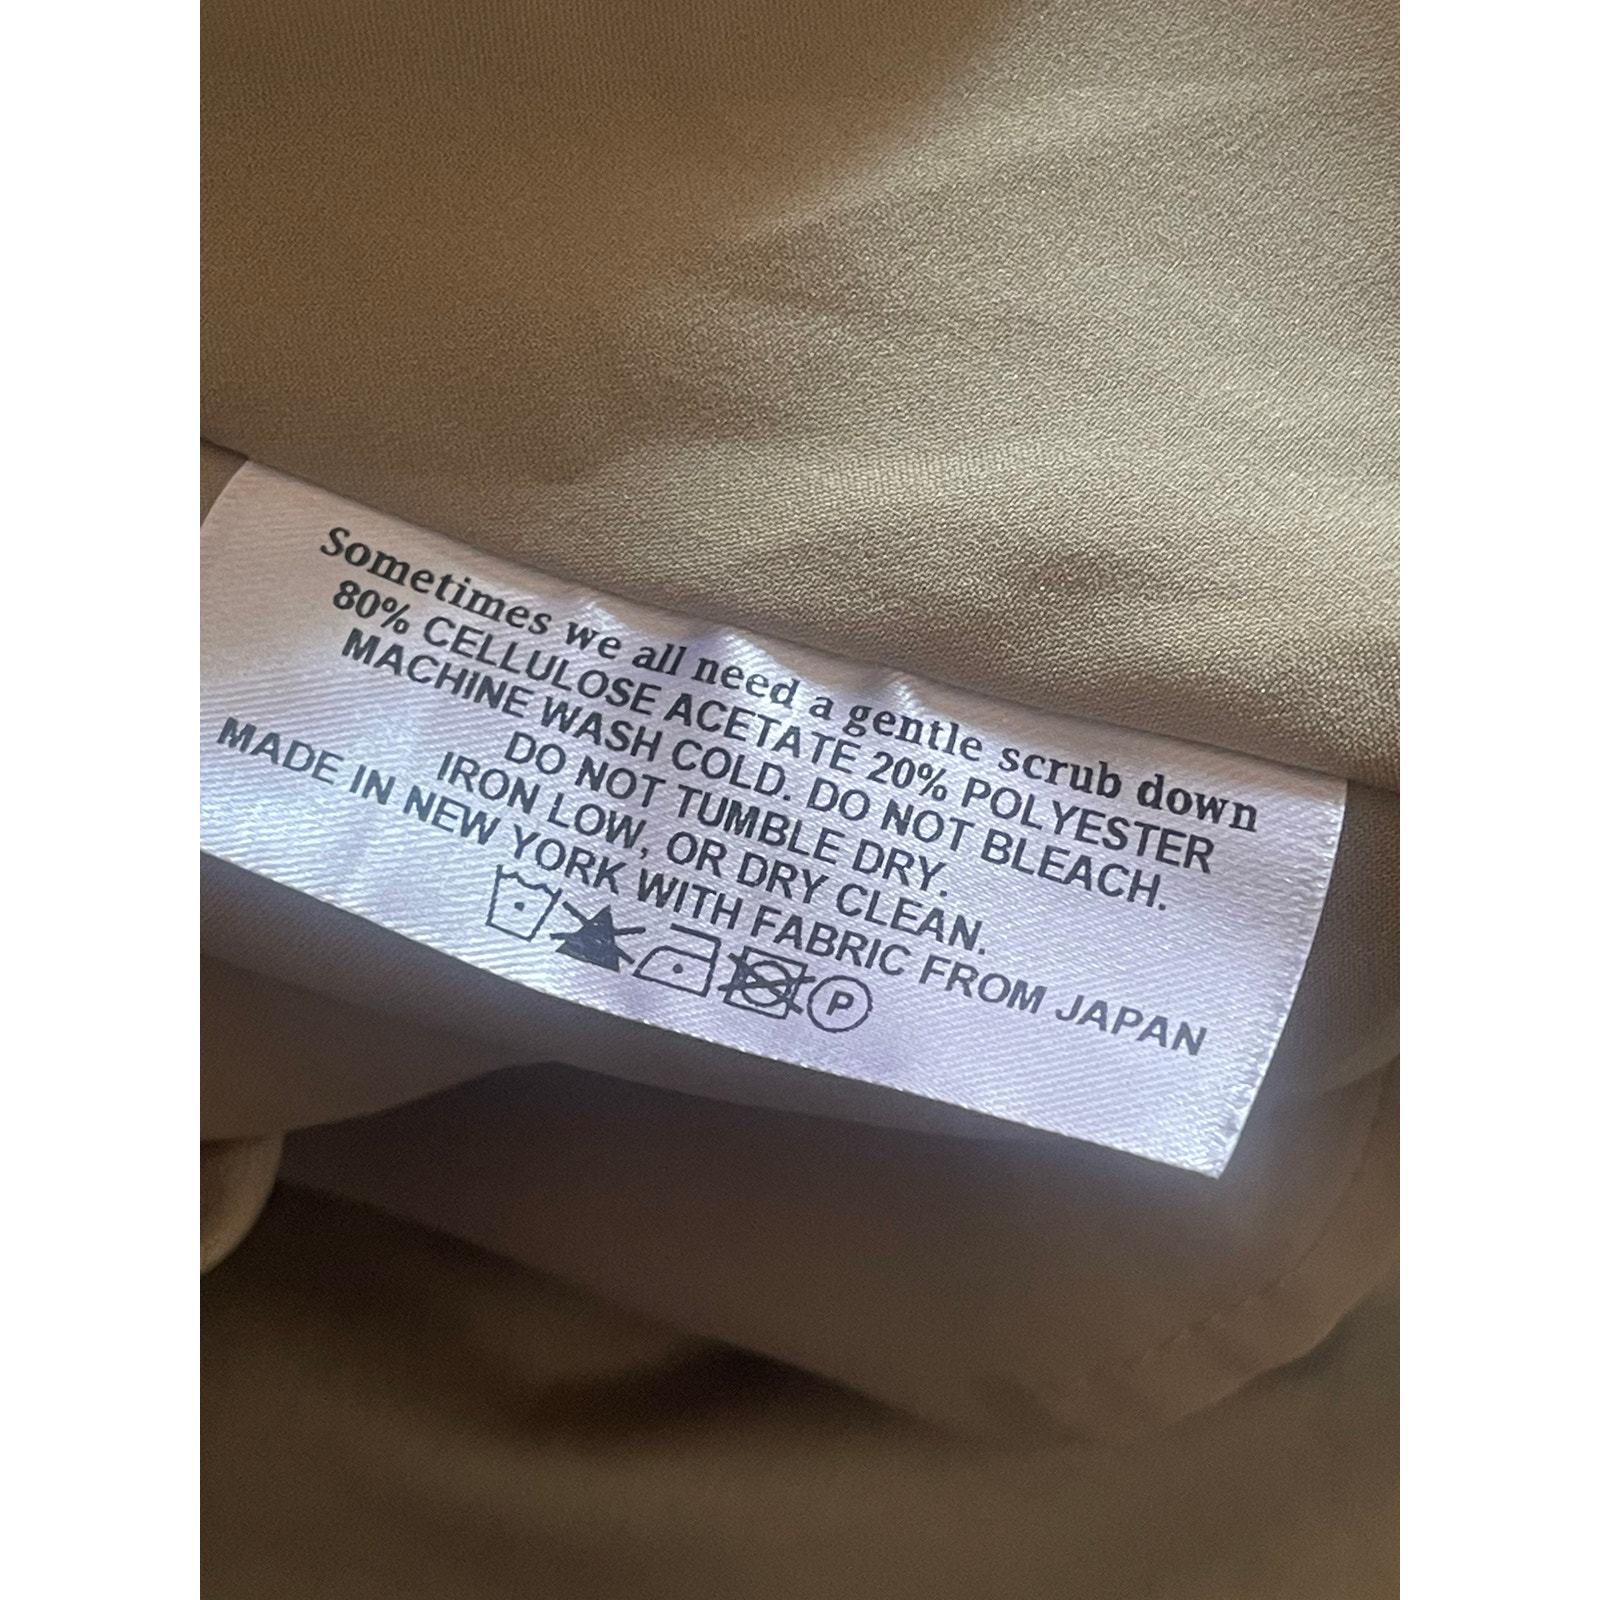 Sometimes we all need a gentle scrub down
80% CELLULOSE ACETATE 20% POLYESTER
MACHINE WASH COLD. DO NOT BLEACH.
DO NOT TUMBLE DRY.
IRON LOW, OR DRY CLEAN.
MADE IN NEW YORK WITH FABRIC FROM JAPAN
P